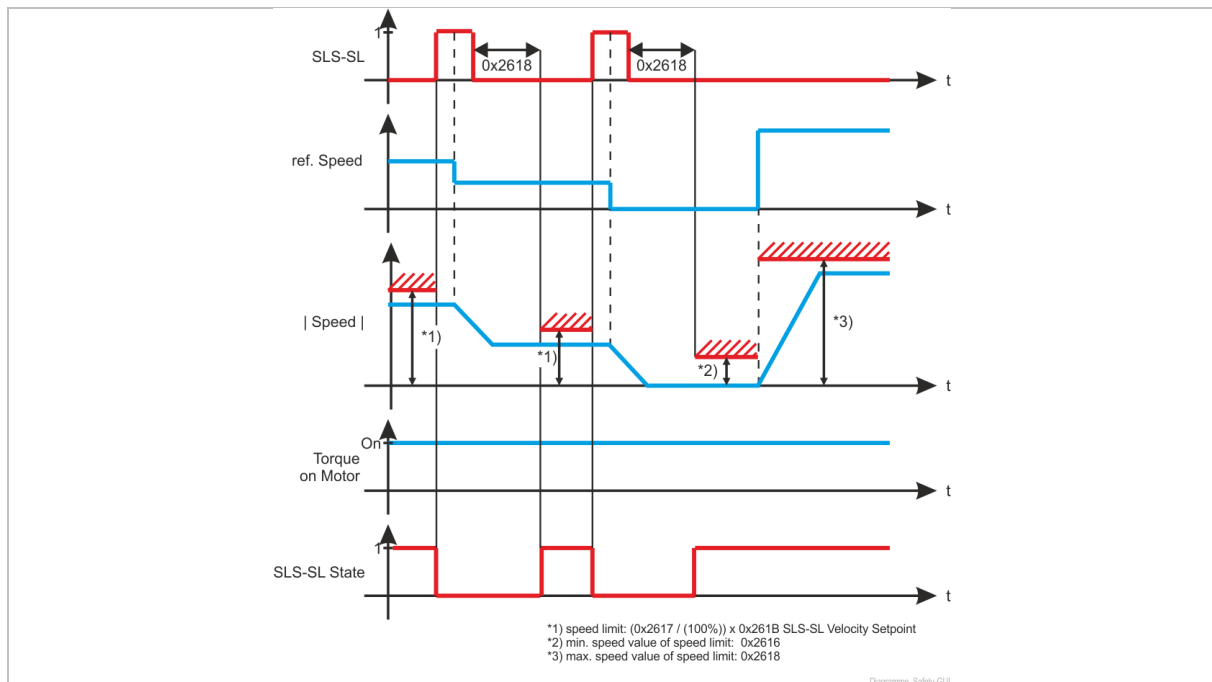 1
SLS-SL
0x2618
0x2618
t
ref. Speed
t
| Speed |
*1)
*1)
*2)
*3)
t
On
Torque
on Motor
t
1
SLS-SL State
t
*1) speed limit: (0x2617 / (100%)) x 0x261B SLS-SL Velocity Setpoint
*2) min. speed value of speed limit: 0x2616
*3) max. speed value of speed limit: 0x2618
Diagramme_Safety-GUI